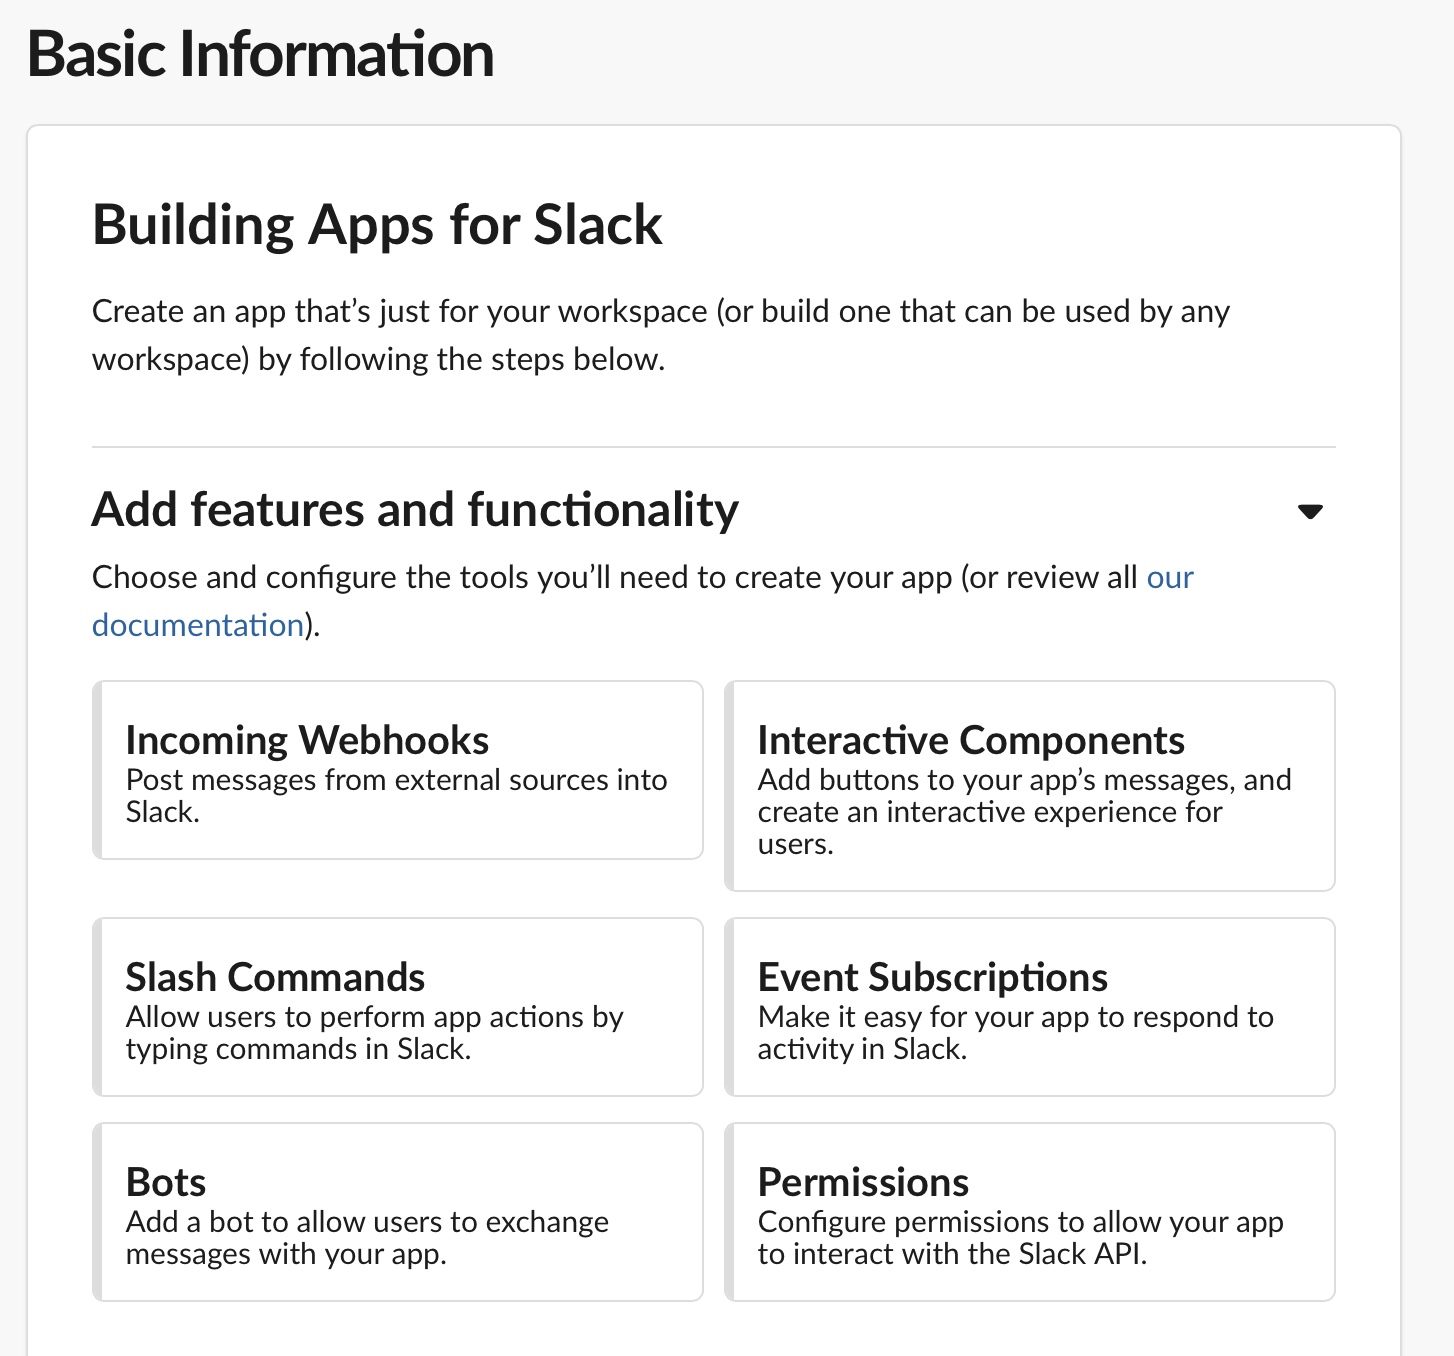 Basic Information
Building Apps for Slack
Create an app that’s just for your workspace (or build one that can be used by any
workspace) by following the steps below.
Add features and functionality
Choose and configure the tools you’ll need to create your app (or review all our
documentation).
Incoming Webhooks
Post messages from external sources into
Slack.
Interactive Components
Add buttons to your app’s messages, and
create an interactive experience for
users.
Slash Commands
Allow users to perform app actions by
typing commands in Slack.
Event Subscriptions
Make it easy for your app to respond to
activity in Slack.
Bots
Add a bot to allow users to exchange
messages with your app.
Permissions
Configure permissions to allow your app
to interact with the Slack API.